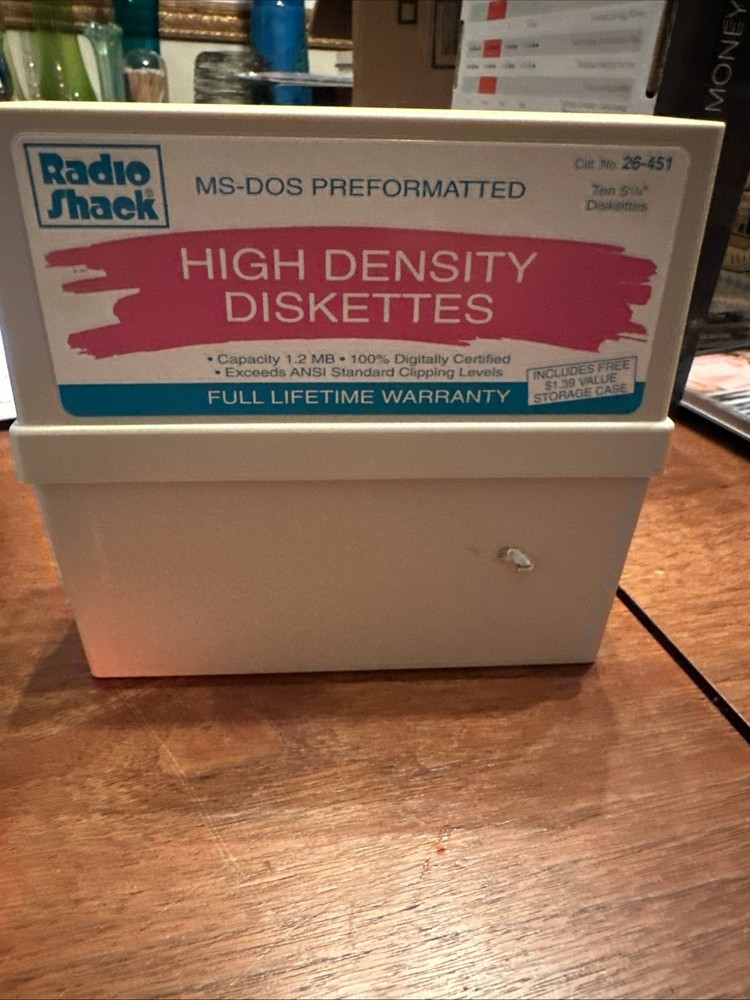 Radio
Shack®
MS-DOS PREFORMATTED
Cat. No. 26-451
Ten 5¼"
Diskettes
HIGH DENSITY
DISKETTES
• Capacity 1.2 MB • 100% Digitally Certified
• Exceeds ANSI Standard Clipping Levels
INCLUDES FREE
$1.39 VALUE
STORAGE CASE
FULL LIFETIME WARRANTY
MONEY